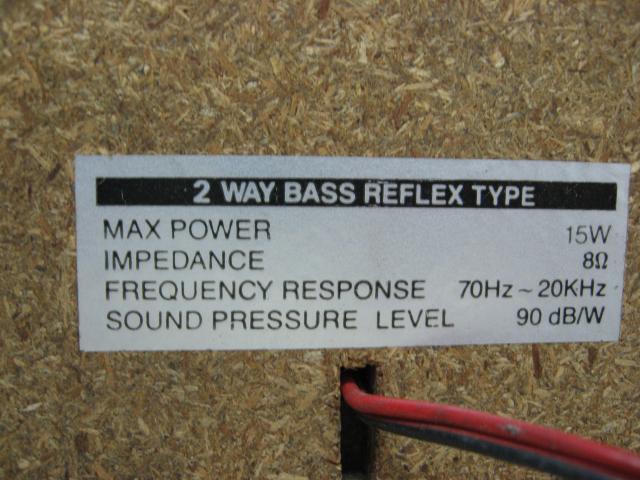 2 WAY BASS REFLEX TYPE
MAX POWER 15W
IMPEDANCE 8Ω
FREQUENCY RESPONSE 70Hz ~ 20KHz
SOUND PRESSURE LEVEL 90 dB/W